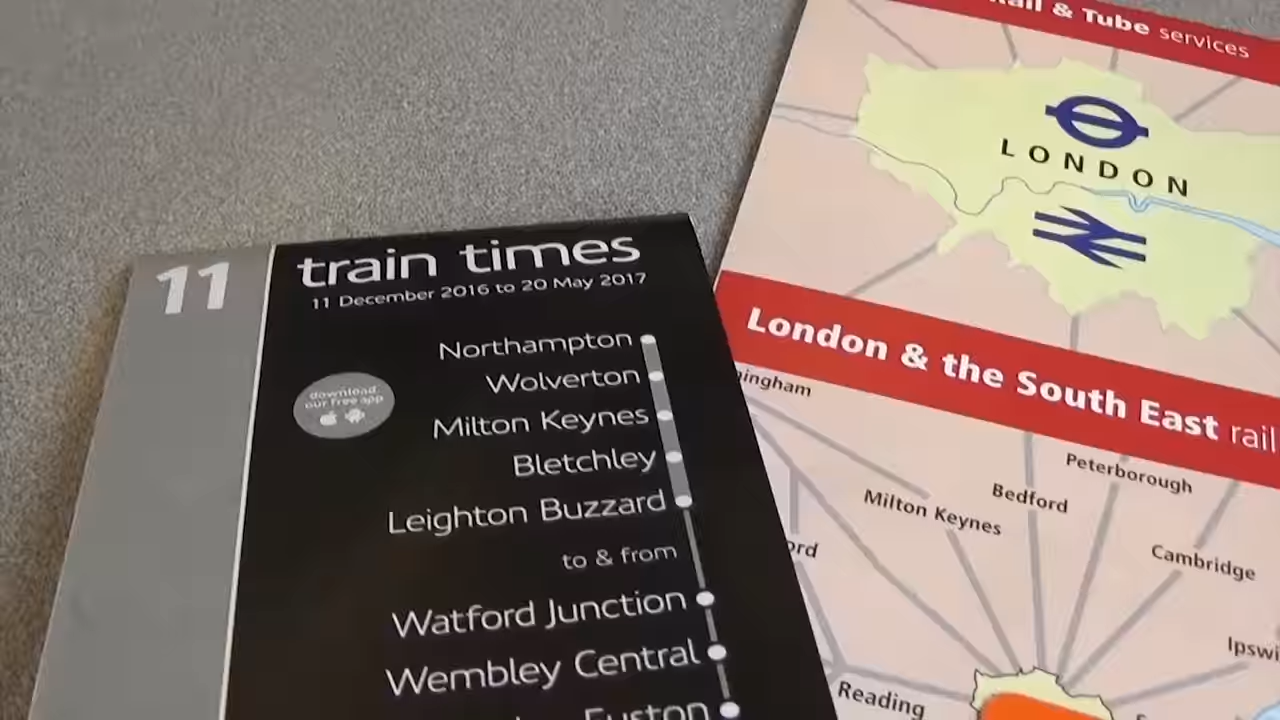 11
train times
11 December 2016 to 20 May 2017
Northampton
Wolverton
download
our free app
Milton Keynes
Bletchley
Leighton Buzzard
to & from
Watford Junction
Wembley Central
Euston
& Tube services
LONDON
London & the South East rail
Peterborough
Bedford
Milton Keynes
Cambridge
Reading